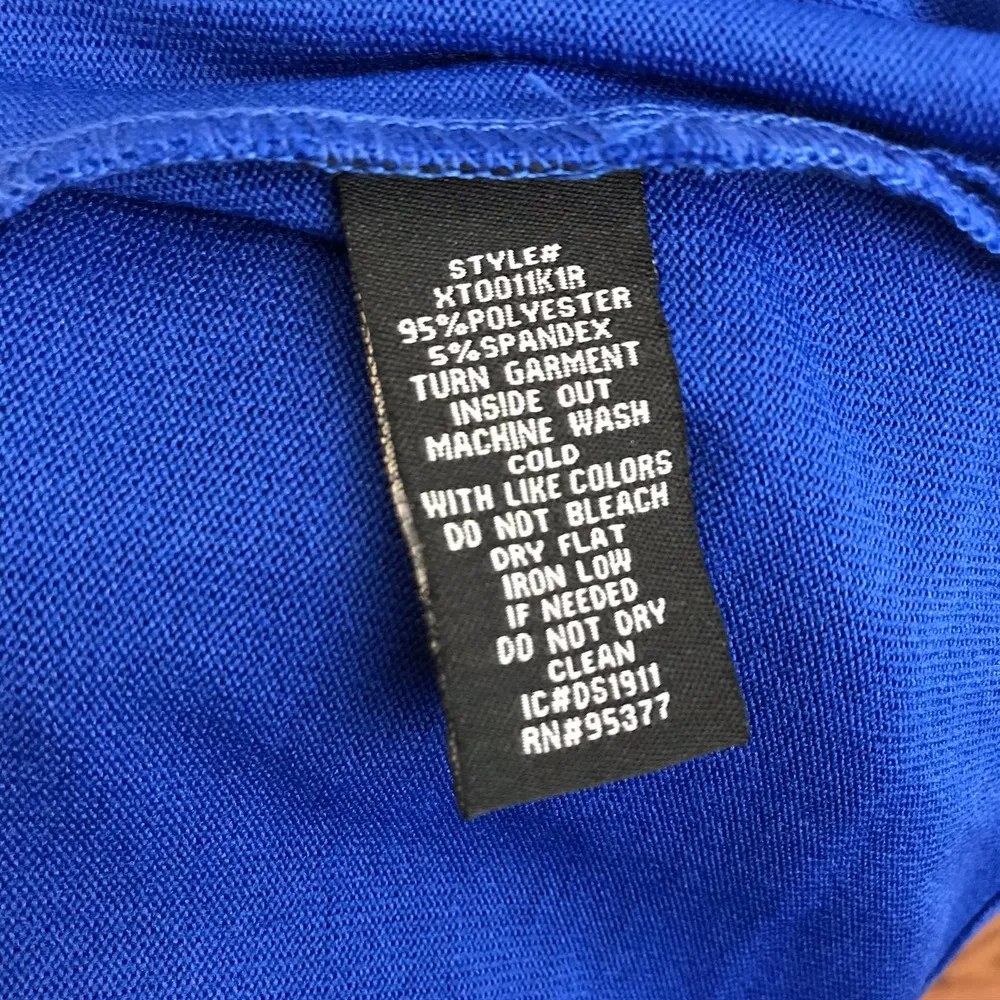 STYLE#
XT0011K1R
95%POLYESTER
5%SPANDEX
TURN GARMENT
INSIDE OUT
MACHINE WASH
COLD
WITH LIKE COLORS
DO NOT BLEACH
DRY FLAT
IRON LOW
IF NEEDED
DO NOT DRY
CLEAN
IC#DS1911
RN#95377